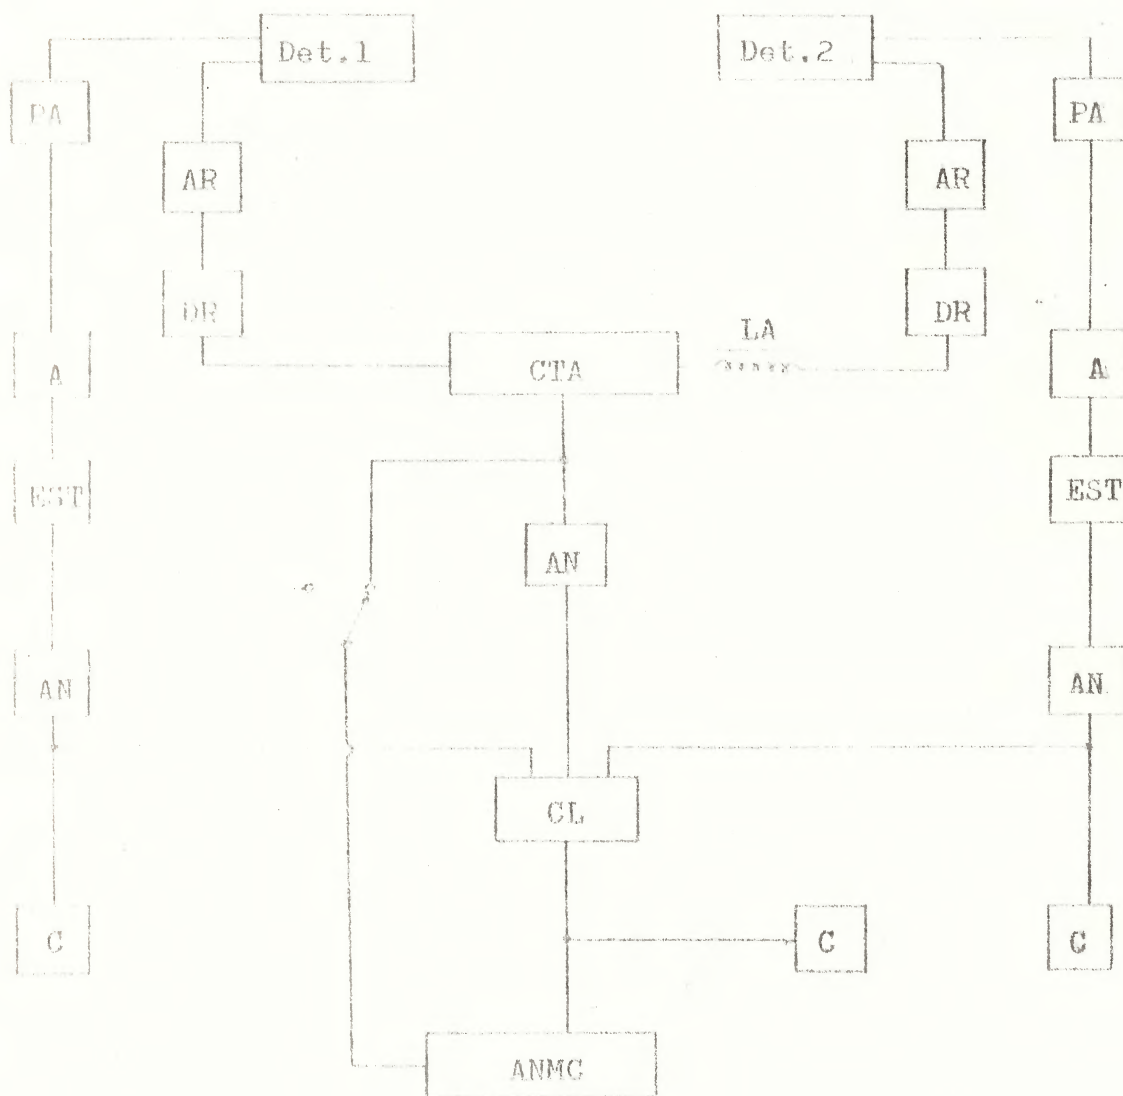 Det.1 Det.2
PA PA
AR AR
DR DR
LA
A CTA A
EST EST
AN
AN AN
CL
C C C
ANMC